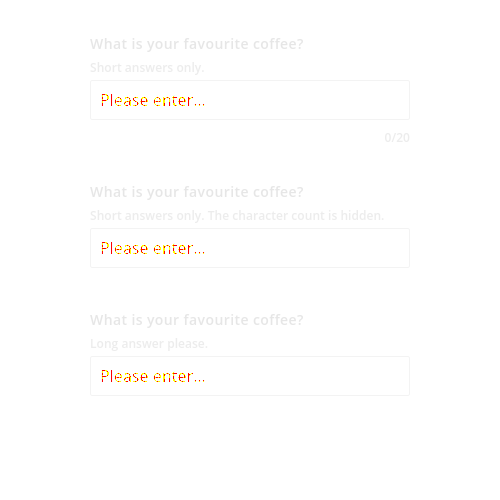 What is your favourite coffee?
Short answers only.
Please enter...
0/20
What is your favourite coffee?
Short answers only. The character count is hidden.
Please enter...
What is your favourite coffee?
Long answer please.
Please enter...